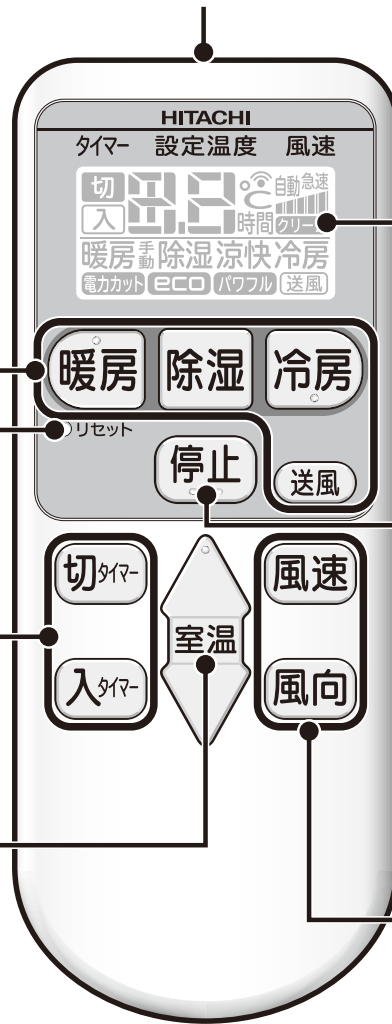 HITACHI
タイマー 設定温度 風速
切 8.8 ℃ 自動 急速
入 時間 クリー
暖房 手動 除湿 涼快 冷房
電力カット eco パワフル 送風
暖房 除湿 冷房
リセット
停止 送風
切タイマー 風速
室温
入タイマー 風向